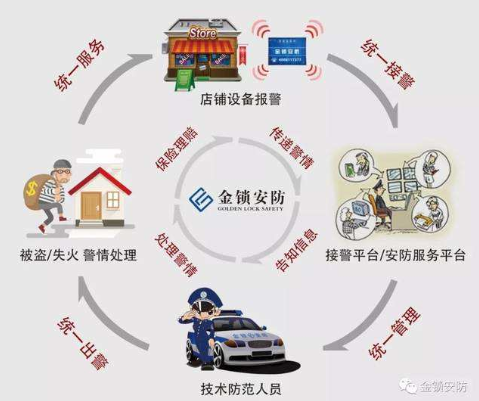 Store
统一服务
统一接警
店铺设备报警
保险理赔
传递警情
金锁安防
GOLDEN LOCK SAFETY
处理警情
告知信息
被盗/失火 警情处理
接警平台/安防服务平台
统一出警
统一管理
技术防范人员
金锁安防